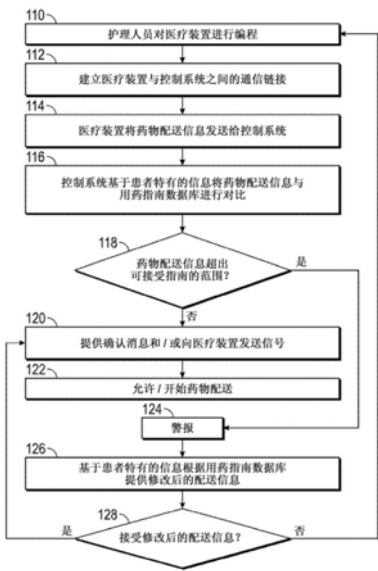 110
护理人员对医疗装置进行编程
112
建立医疗装置与控制系统之间的通信链接
114
医疗装置将药物配送信息发送给控制系统
116
控制系统基于患者特有的信息将药物配送信息与
用药指南数据库进行对比
118
药物配送信息超出
可接受指南的范围？
是
否
120
提供确认消息和 / 或向医疗装置发送信号
122
允许 / 开始药物配送
124
警报
126
基于患者特有的信息根据用药指南数据库
提供修改后的配送信息
128
是
接受修改后的配送信息？
否